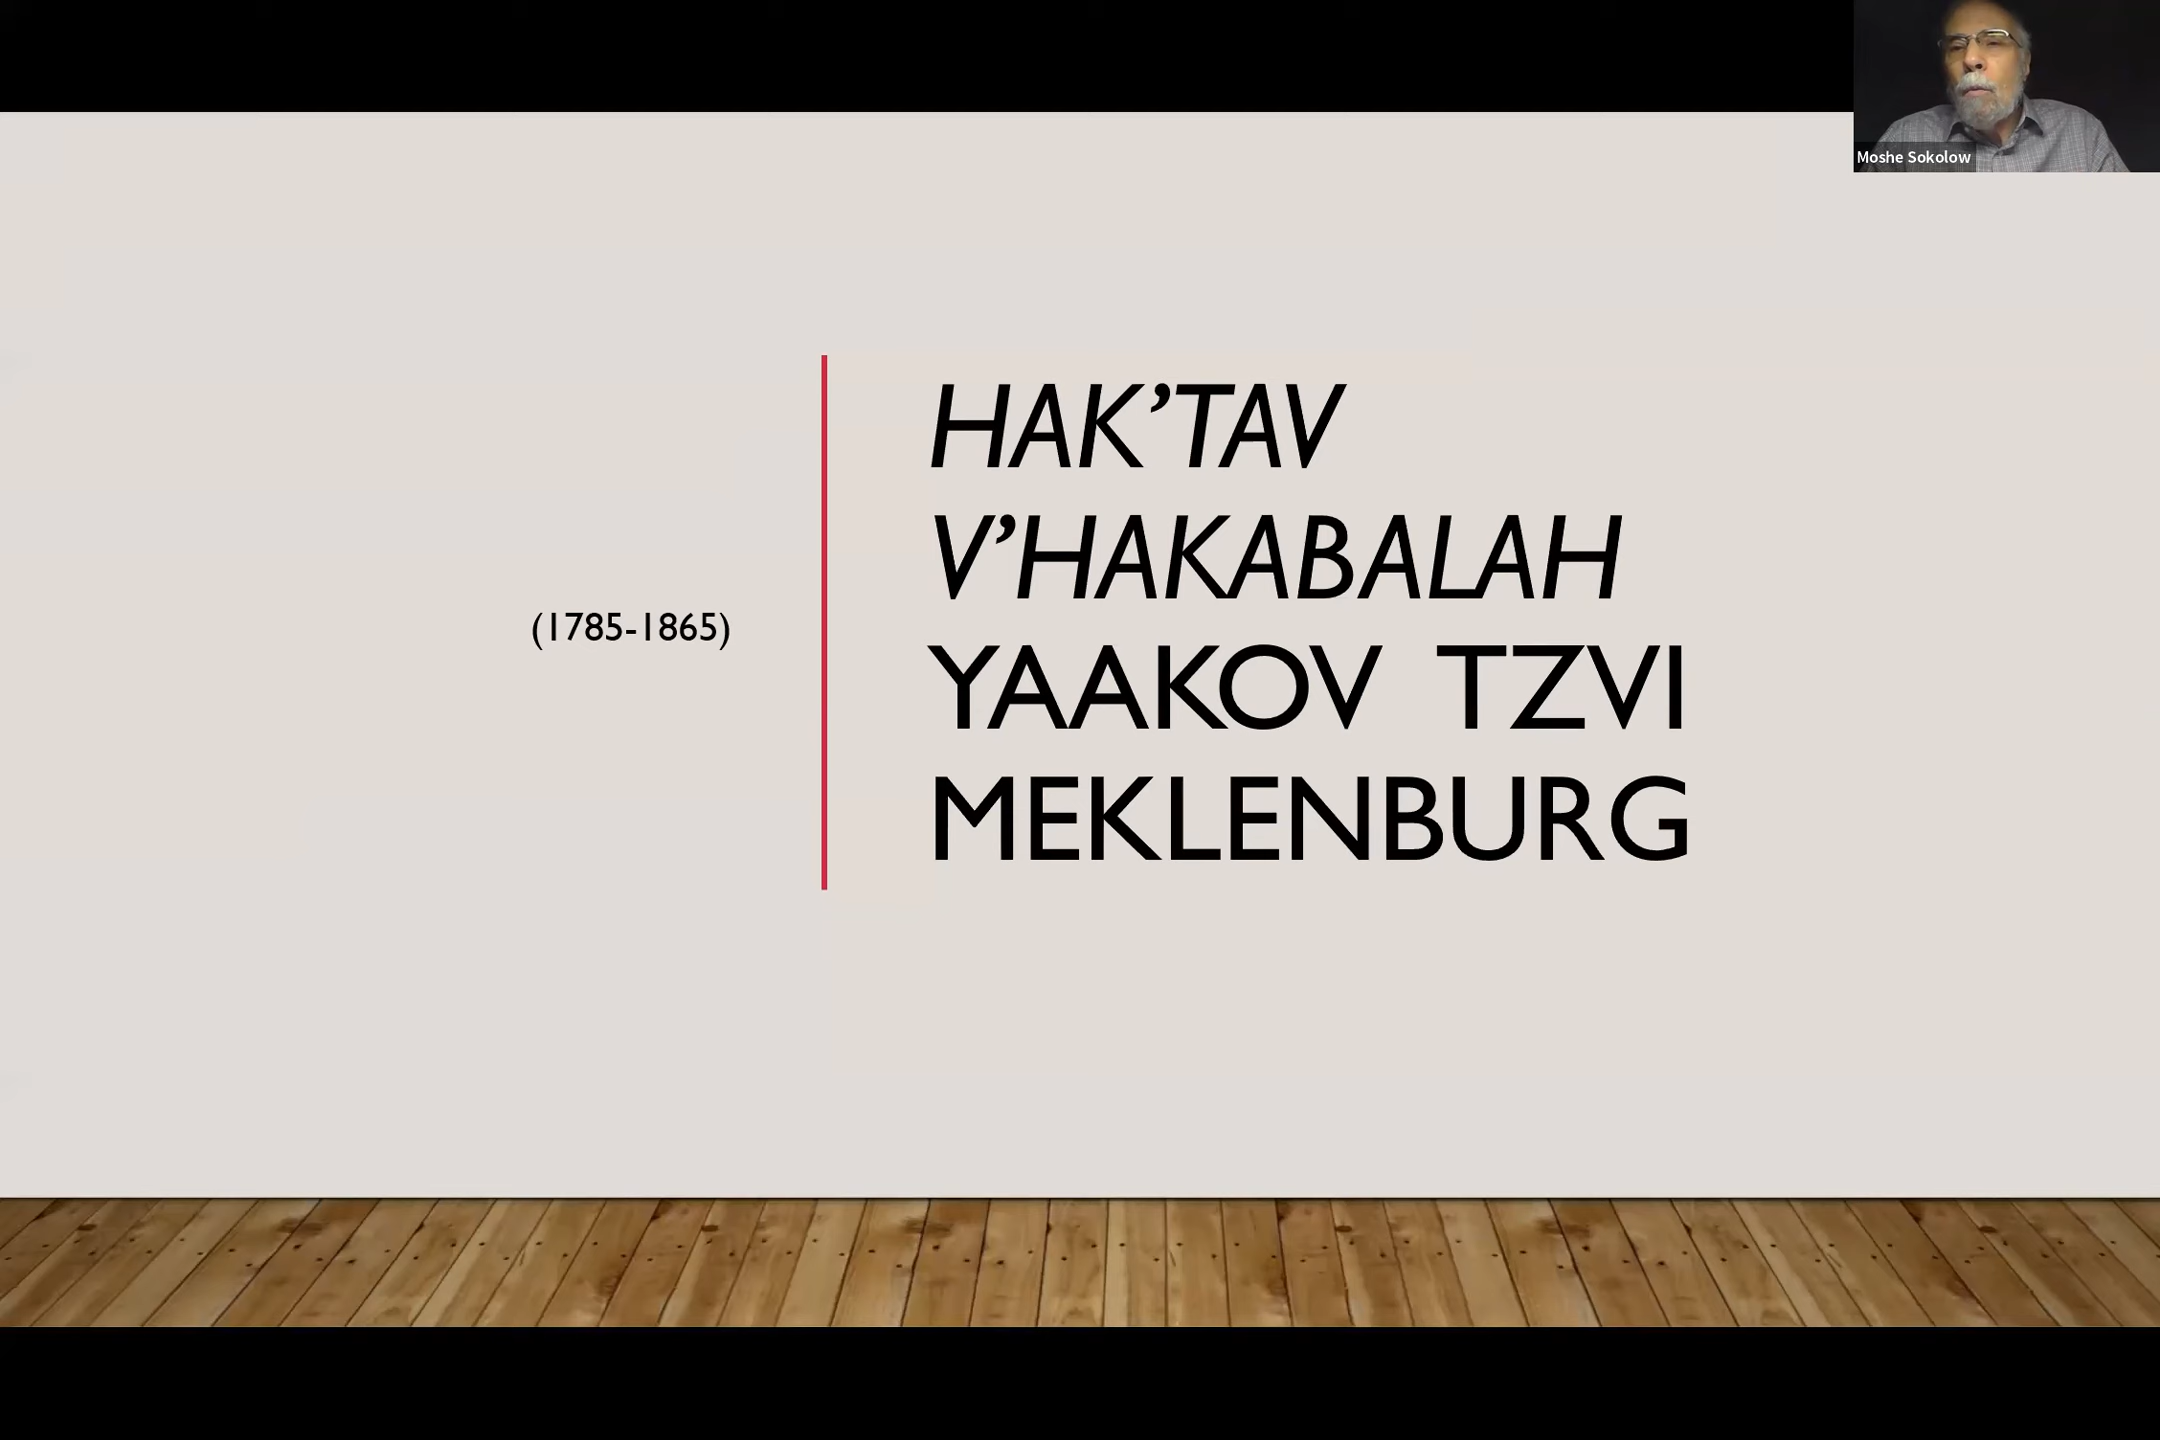 Moshe Sokolow
(1785-1865)
HAK’TAV
V’HAKABALAH
YAAKOV TZVI
MEKLENBURG